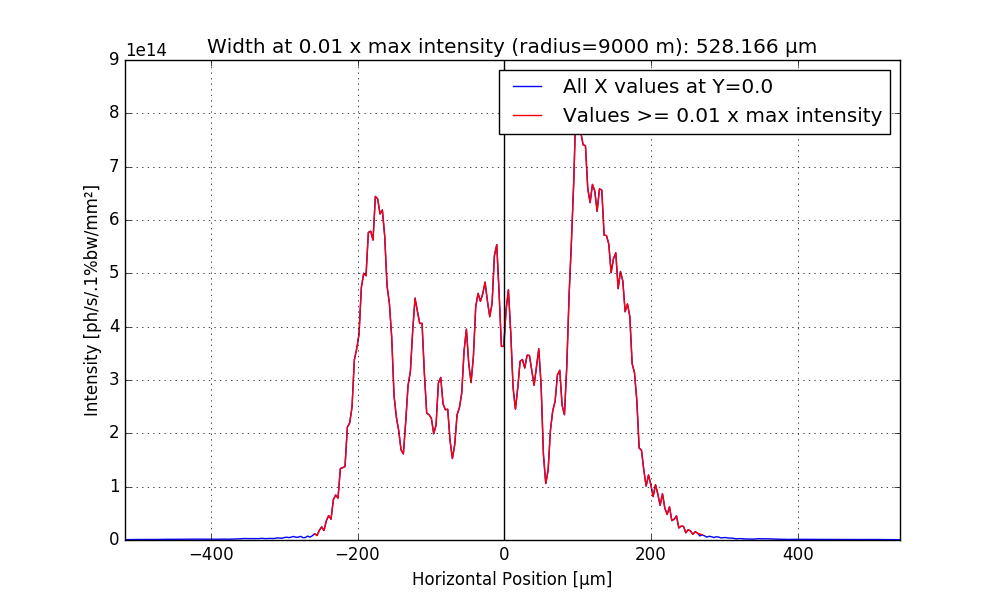 Width at 0.01 x max intensity (radius=9000 m): 528.166 µm
1e14
All X values at Y=0.0
Values >= 0.01 x max intensity
9
8
7
6
5
4
3
2
1
0
Intensity [ph/s/.1%bw/mm²]
−400
−200
0
200
400
Horizontal Position [µm]